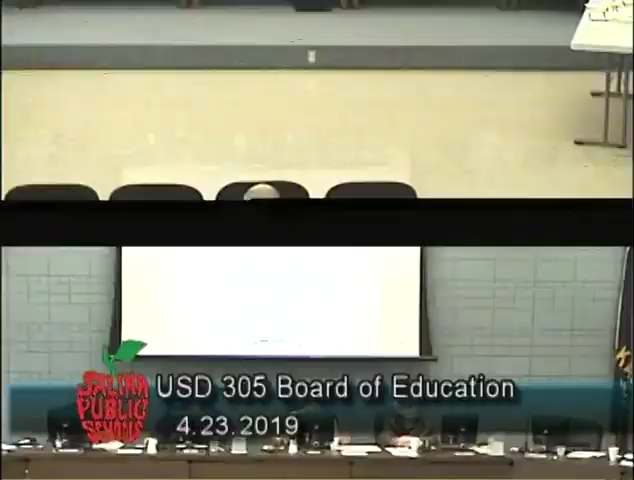 SALINA
PUBLIC
SCHOOLS
USD 305 Board of Education
4.23.2019